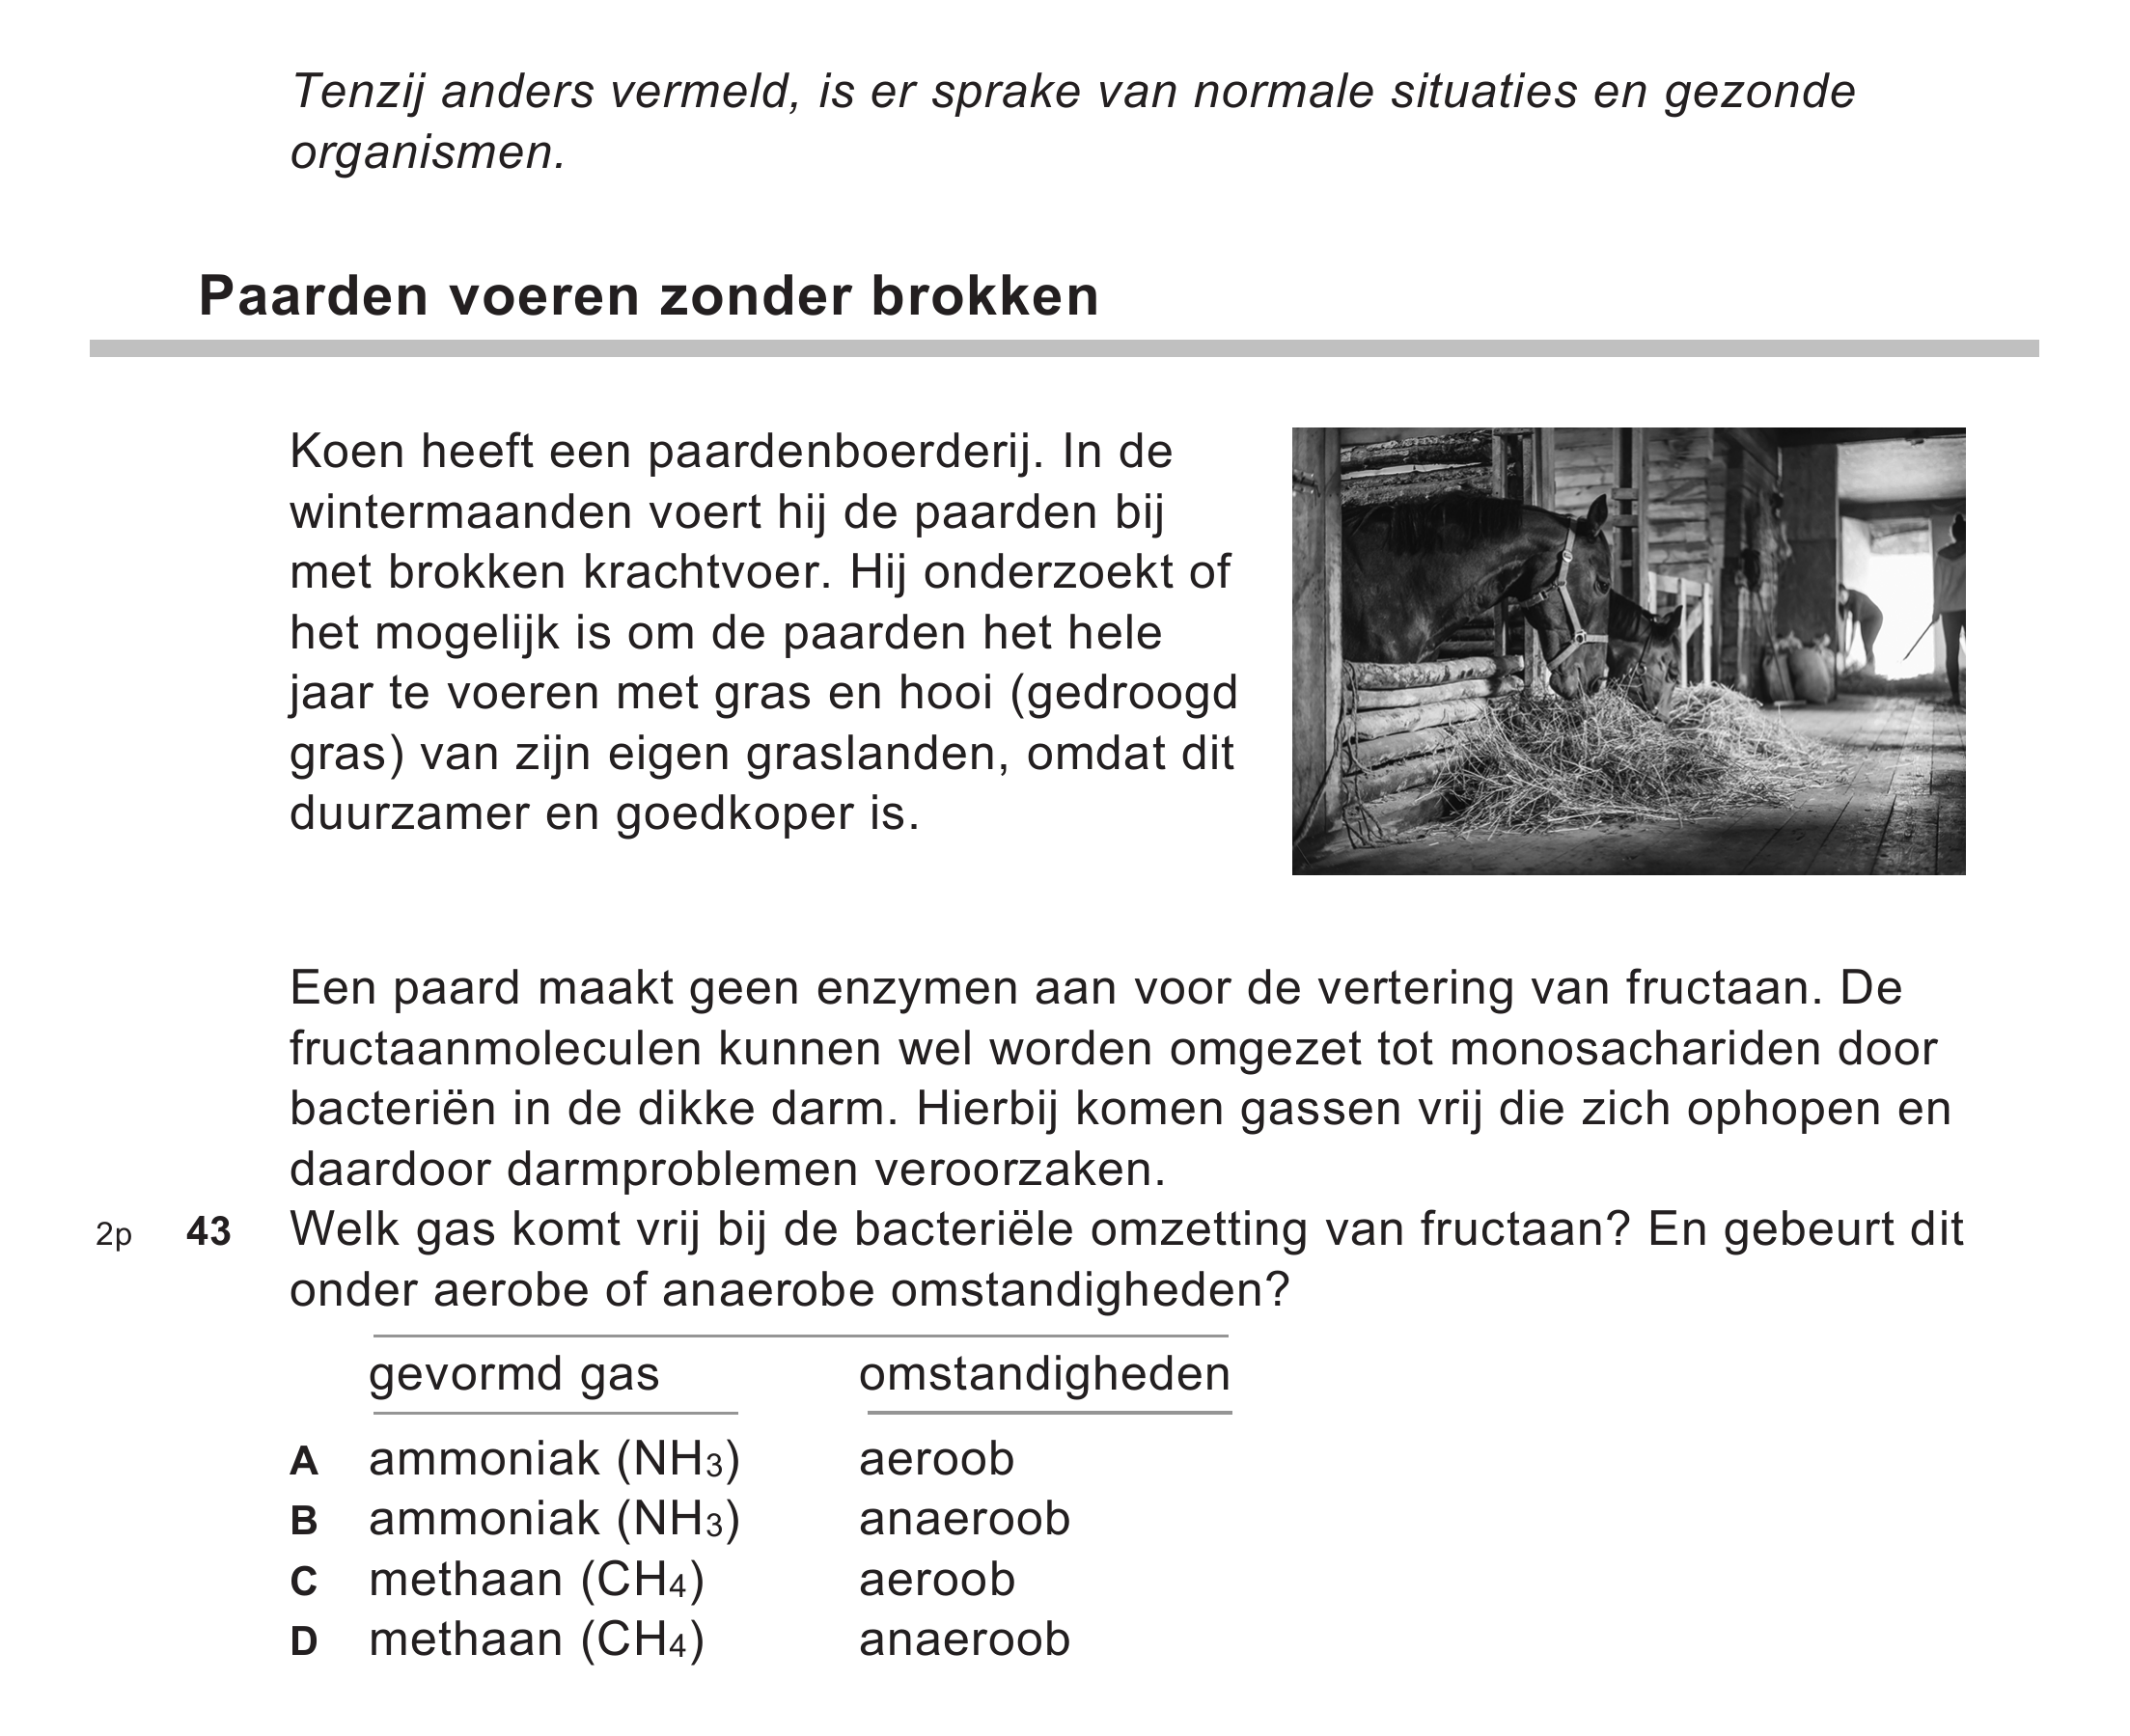 Tenzij anders vermeld, is er sprake van normale situaties en gezonde
organismen.
Paarden voeren zonder brokken
Koen heeft een paardenboerderij. In de
wintermaanden voert hij de paarden bij
met brokken krachtvoer. Hij onderzoekt of
het mogelijk is om de paarden het hele
jaar te voeren met gras en hooi (gedroogd
gras) van zijn eigen graslanden, omdat dit
duurzamer en goedkoper is.
Een paard maakt geen enzymen aan voor de vertering van fructaan. De
fructaanmoleculen kunnen wel worden omgezet tot monosachariden door
bacteriën in de dikke darm. Hierbij komen gassen vrij die zich ophopen en
daardoor darmproblemen veroorzaken.
2p 43 Welk gas komt vrij bij de bacteriële omzetting van fructaan? En gebeurt dit
onder aerobe of anaerobe omstandigheden?
gevormd gas omstandigheden
A ammoniak (NH3) aeroob
B ammoniak (NH3) anaeroob
C methaan (CH4) aeroob
D methaan (CH4) anaeroob